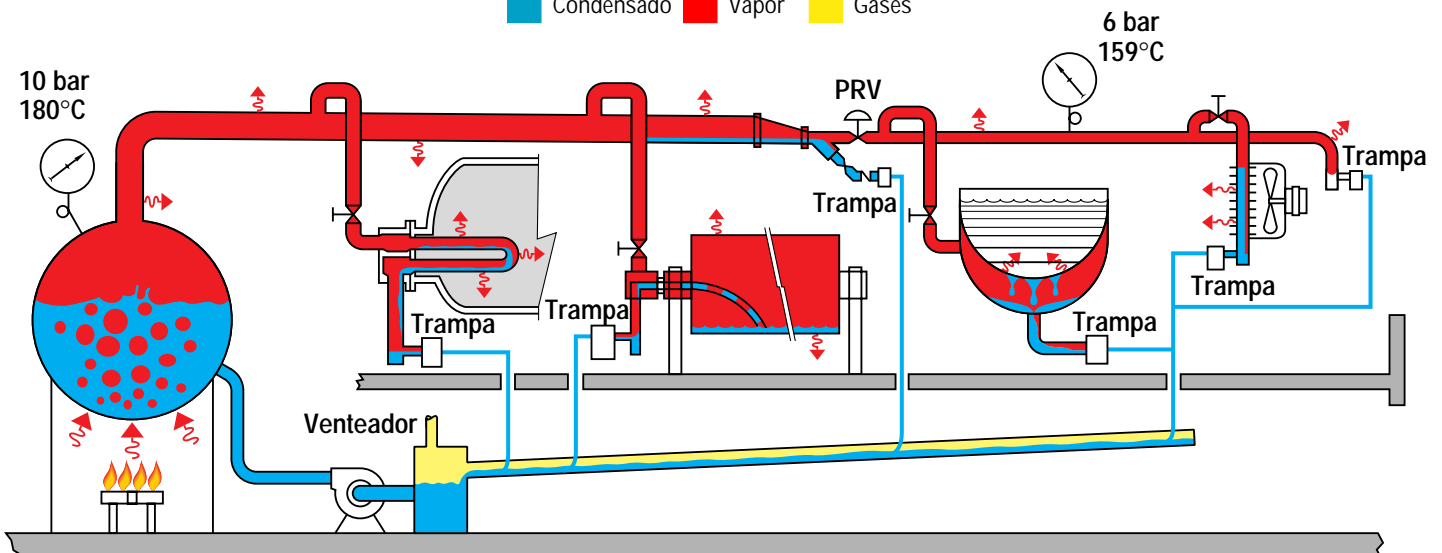 Condensado Vapor Gases
6 bar
159°C
10 bar
180°C
PRV
Trampa
Trampa
Trampa
Trampa
Trampa
Trampa
Venteador